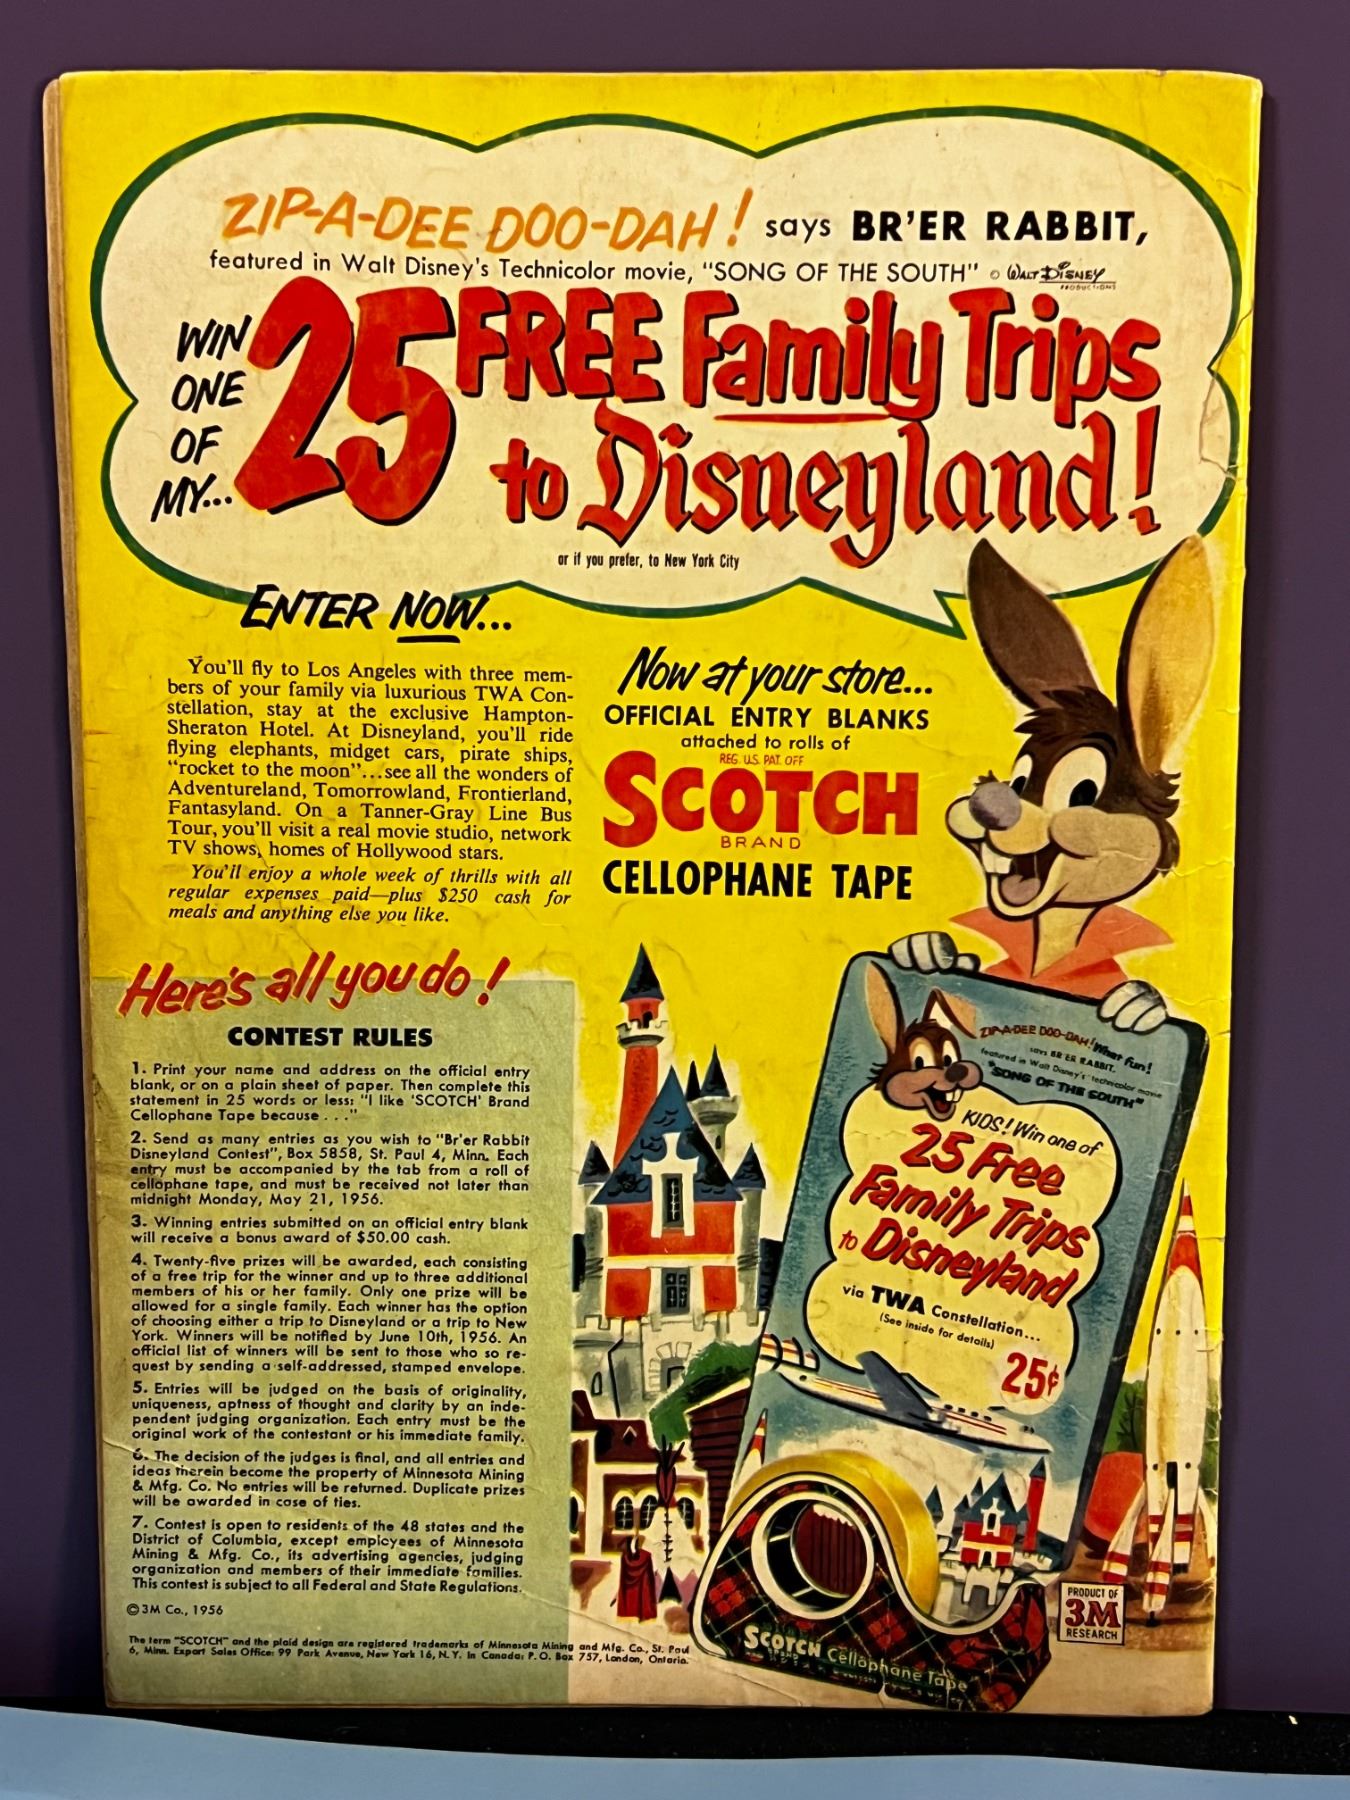 ZIP-A-DEE DOO-DAH! says BR'ER RABBIT,
featured in Walt Disney's Technicolor movie, "SONG OF THE SOUTH" © WALT DISNEY
PRODUCTIONS
WIN
ONE
OF
MY...
25 FREE Family Trips
to Disneyland!
or if you prefer, to New York City
ENTER NOW...
You'll fly to Los Angeles with three mem-
bers of your family via luxurious TWA Con-
stellation, stay at the exclusive Hampton-
Sheraton Hotel. At Disneyland, you'll ride
flying elephants, midget cars, pirate ships,
"rocket to the moon"...see all the wonders of
Adventureland, Tomorrowland, Frontierland,
Fantasyland. On a Tanner-Gray Line Bus
Tour, you'll visit a real movie studio, network
TV shows, homes of Hollywood stars.
You'll enjoy a whole week of thrills with all
regular expenses paid—plus $250 cash for
meals and anything else you like.
Now at your store...
OFFICIAL ENTRY BLANKS
attached to rolls of
REG. U.S. PAT. OFF
SCOTCH
BRAND
CELLOPHANE TAPE
Here's all you do!
CONTEST RULES
1. Print your name and address on the official entry
blank, or on a plain sheet of paper. Then complete this
statement in 25 words or less: "I like 'SCOTCH' Brand
Cellophane Tape because . . ."
2. Send as many entries as you wish to "Br'er Rabbit
Disneyland Contest", Box 5858, St. Paul 4, Minn. Each
entry must be accompanied by the tab from a roll of
cellophane tape, and must be received not later than
midnight Monday, May 21, 1956.
3. Winning entries submitted on an official entry blank
will receive a bonus award of $50.00 cash.
4. Twenty-five prizes will be awarded, each consisting
of a free trip for the winner and up to three additional
members of his or her family. Only one prize will be
allowed for a single family. Each winner has the option
of choosing either a trip to Disneyland or a trip to New
York. Winners will be notified by June 10th, 1956. An
official list of winners will be sent to those who so re-
quest by sending a self-addressed, stamped envelope.
5. Entries will be judged on the basis of originality,
uniqueness, aptness of thought and clarity by an inde-
pendent judging organization. Each entry must be the
original work of the contestant or his immediate family.
6. The decision of the judges is final, and all entries and
ideas therein become the property of Minnesota Mining
& Mfg. Co. No entries will be returned. Duplicate prizes
will be awarded in case of ties.
7. Contest is open to residents of the 48 states and the
District of Columbia, except employees of Minnesota
Mining & Mfg. Co., its advertising agencies, judging
organization and members of their immediate families.
This contest is subject to all Federal and State Regulations.
© 3M Co., 1956
The term "SCOTCH" and the plaid design are registered trademarks of Minnesota Mining and Mfg. Co., St. Paul
6, Minn. Export Sales Office: 99 Park Avenue, New York 16, N. Y. In Canada: P. O. Box 757, London, Ontario.
ZIP-A-DEE DOO-DAH! What fun!
says BR'ER RABBIT,
featured in Walt Disney's technicolor movie
"SONG OF THE SOUTH"
KIDS! Win one of
25 Free
Family Trips
to Disneyland
via TWA Constellation...
(See inside for details)
25¢
SCOTCH Cellophane Tape
PRODUCT OF
3M
RESEARCH